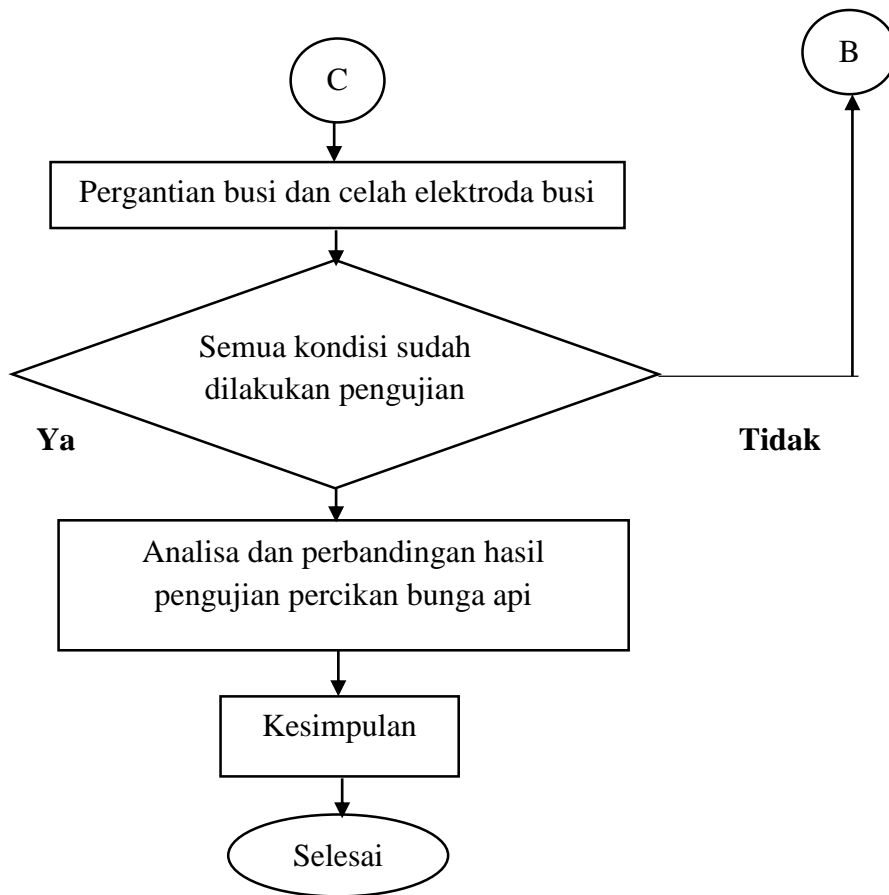 C
B
Pergantian busi dan celah elektroda busi
Semua kondisi sudah
dilakukan pengujian
Ya
Tidak
Analisa dan perbandingan hasil
pengujian percikan bunga api
Kesimpulan
Selesai